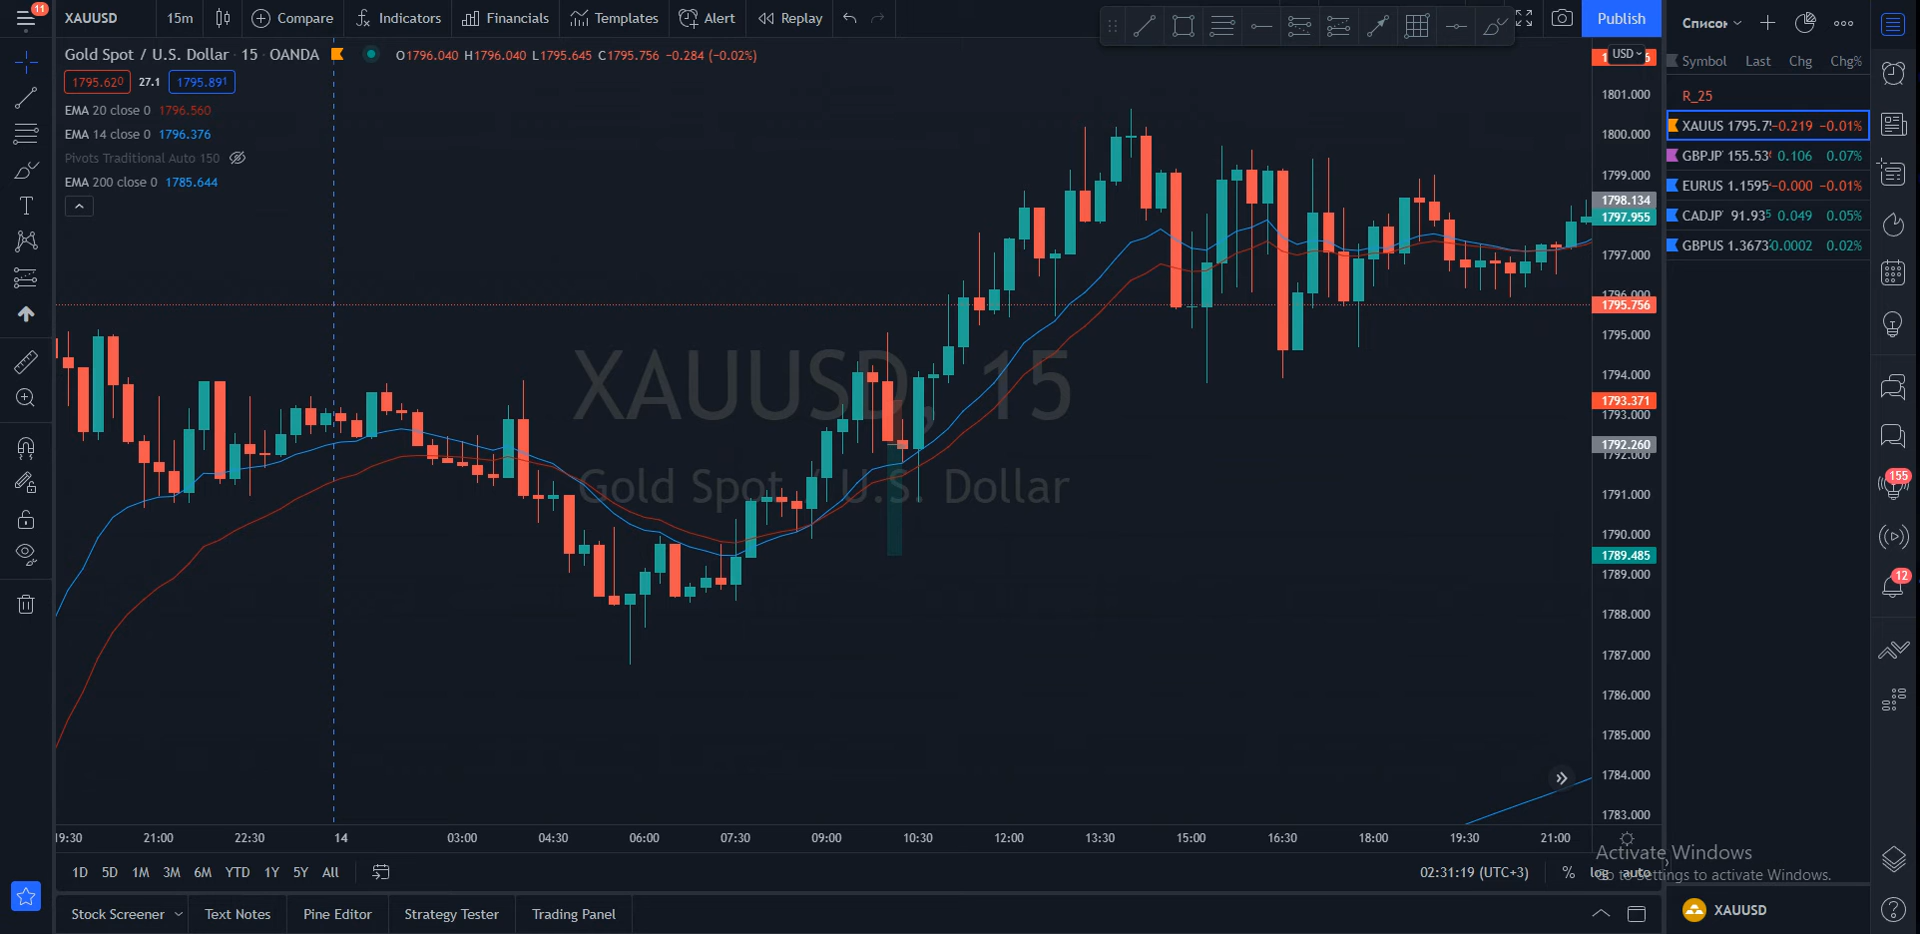 11
XAUUSD 15m Compare Indicators Financials Templates Alert Replay Publish
Gold Spot / U.S. Dollar · 15 · OANDA O1796.040 H1796.040 L1795.645 C1795.756 −0.284 (−0.02%)
1795.620 27.1 1795.891
EMA 20 close 0 1796.560
EMA 14 close 0 1796.376
Pivots Traditional Auto 150
EMA 200 close 0 1785.644
XAUUSD, 15
Gold Spot / U.S. Dollar
USD
1801.000
1800.000
1799.000
1798.134
1797.955
1797.000
1796.000
1795.756
1795.000
1794.000
1793.371
1793.000
1792.260
1792.000
1791.000
1790.000
1789.485
1789.000
1788.000
1787.000
1786.000
1785.000
1784.000
1783.000
19:30 21:00 22:30 14 03:00 04:30 06:00 07:30 09:00 10:30 12:00 13:30 15:00 16:30 18:00 19:30 21:00
1D 5D 1M 3M 6M YTD 1Y 5Y All 02:31:19 (UTC+3) % log auto
Stock Screener Text Notes Pine Editor Strategy Tester Trading Panel
Список
Symbol Last Chg Chg%
R_25
XAUUS 1795.7 −0.219 −0.01%
GBPJP 155.53 0.106 0.07%
EURUS 1.1595 −0.000 −0.01%
CADJP 91.935 0.049 0.05%
GBPUS 1.3673 0.0002 0.02%
155
12
Activate Windows
Go to Settings to activate Windows.
XAUUSD